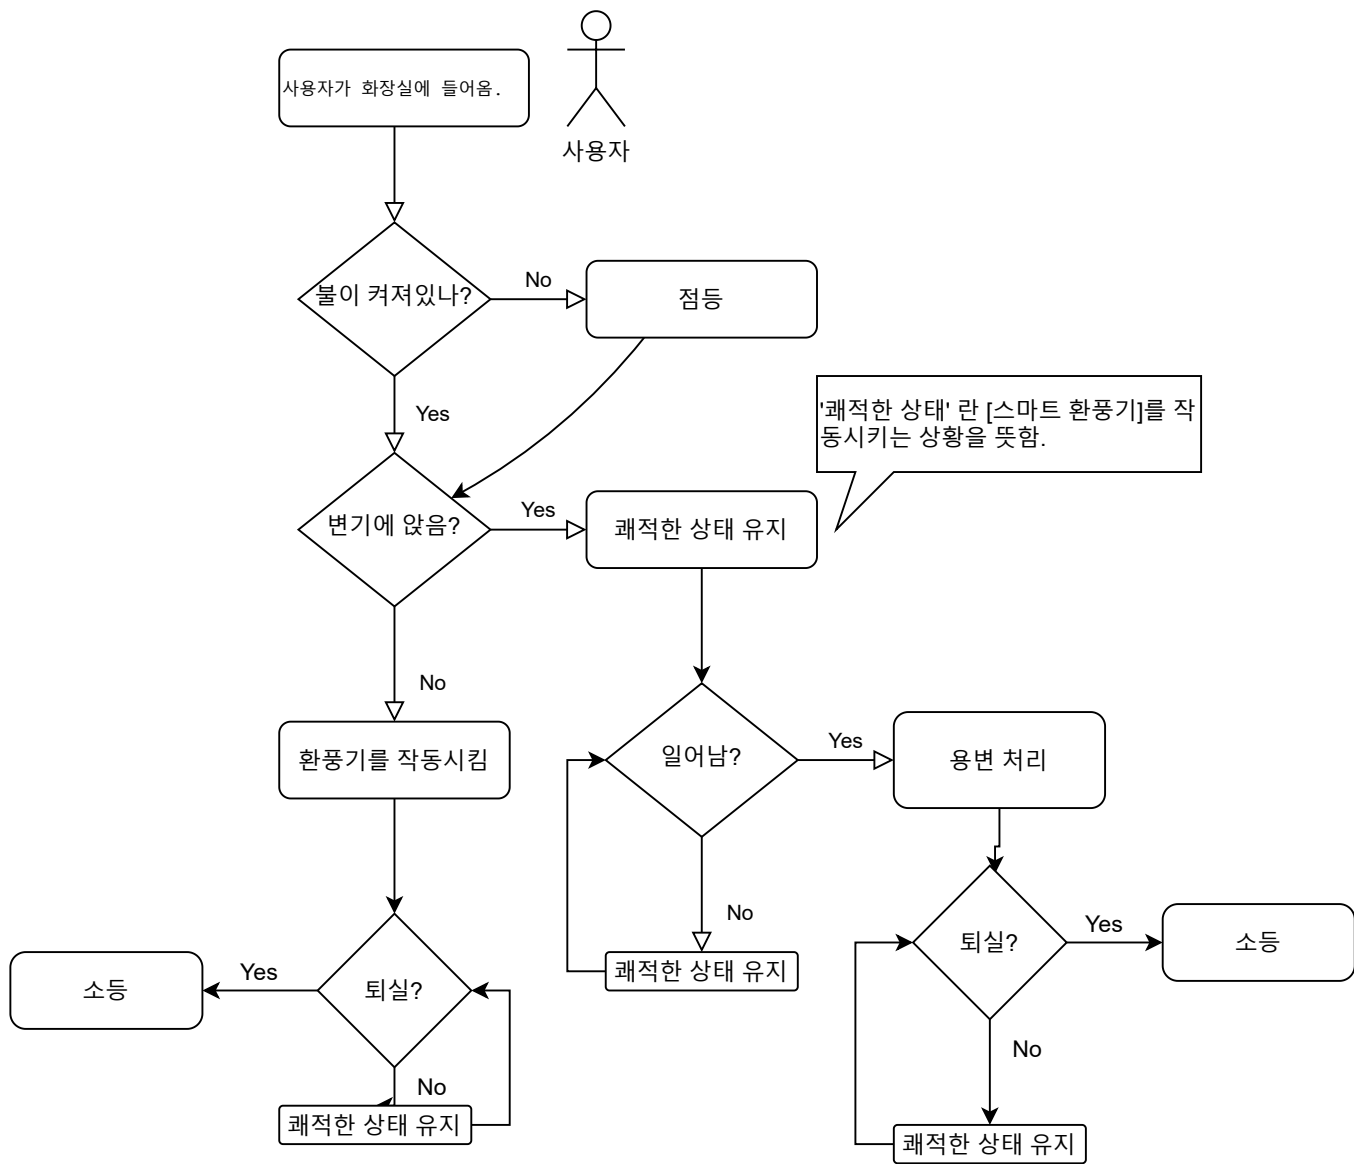 사용자가 화장실에 들어옴.
사용자
불이 켜져있나?
No
점등
Yes
'쾌적한 상태' 란 [스마트 환풍기]를 작
동시키는 상황을 뜻함.
변기에 앉음?
Yes
쾌적한 상태 유지
No
환풍기를 작동시킴
일어남?
Yes
용변 처리
No
쾌적한 상태 유지
퇴실?
Yes
소등
퇴실?
Yes
소등
No
쾌적한 상태 유지
No
쾌적한 상태 유지